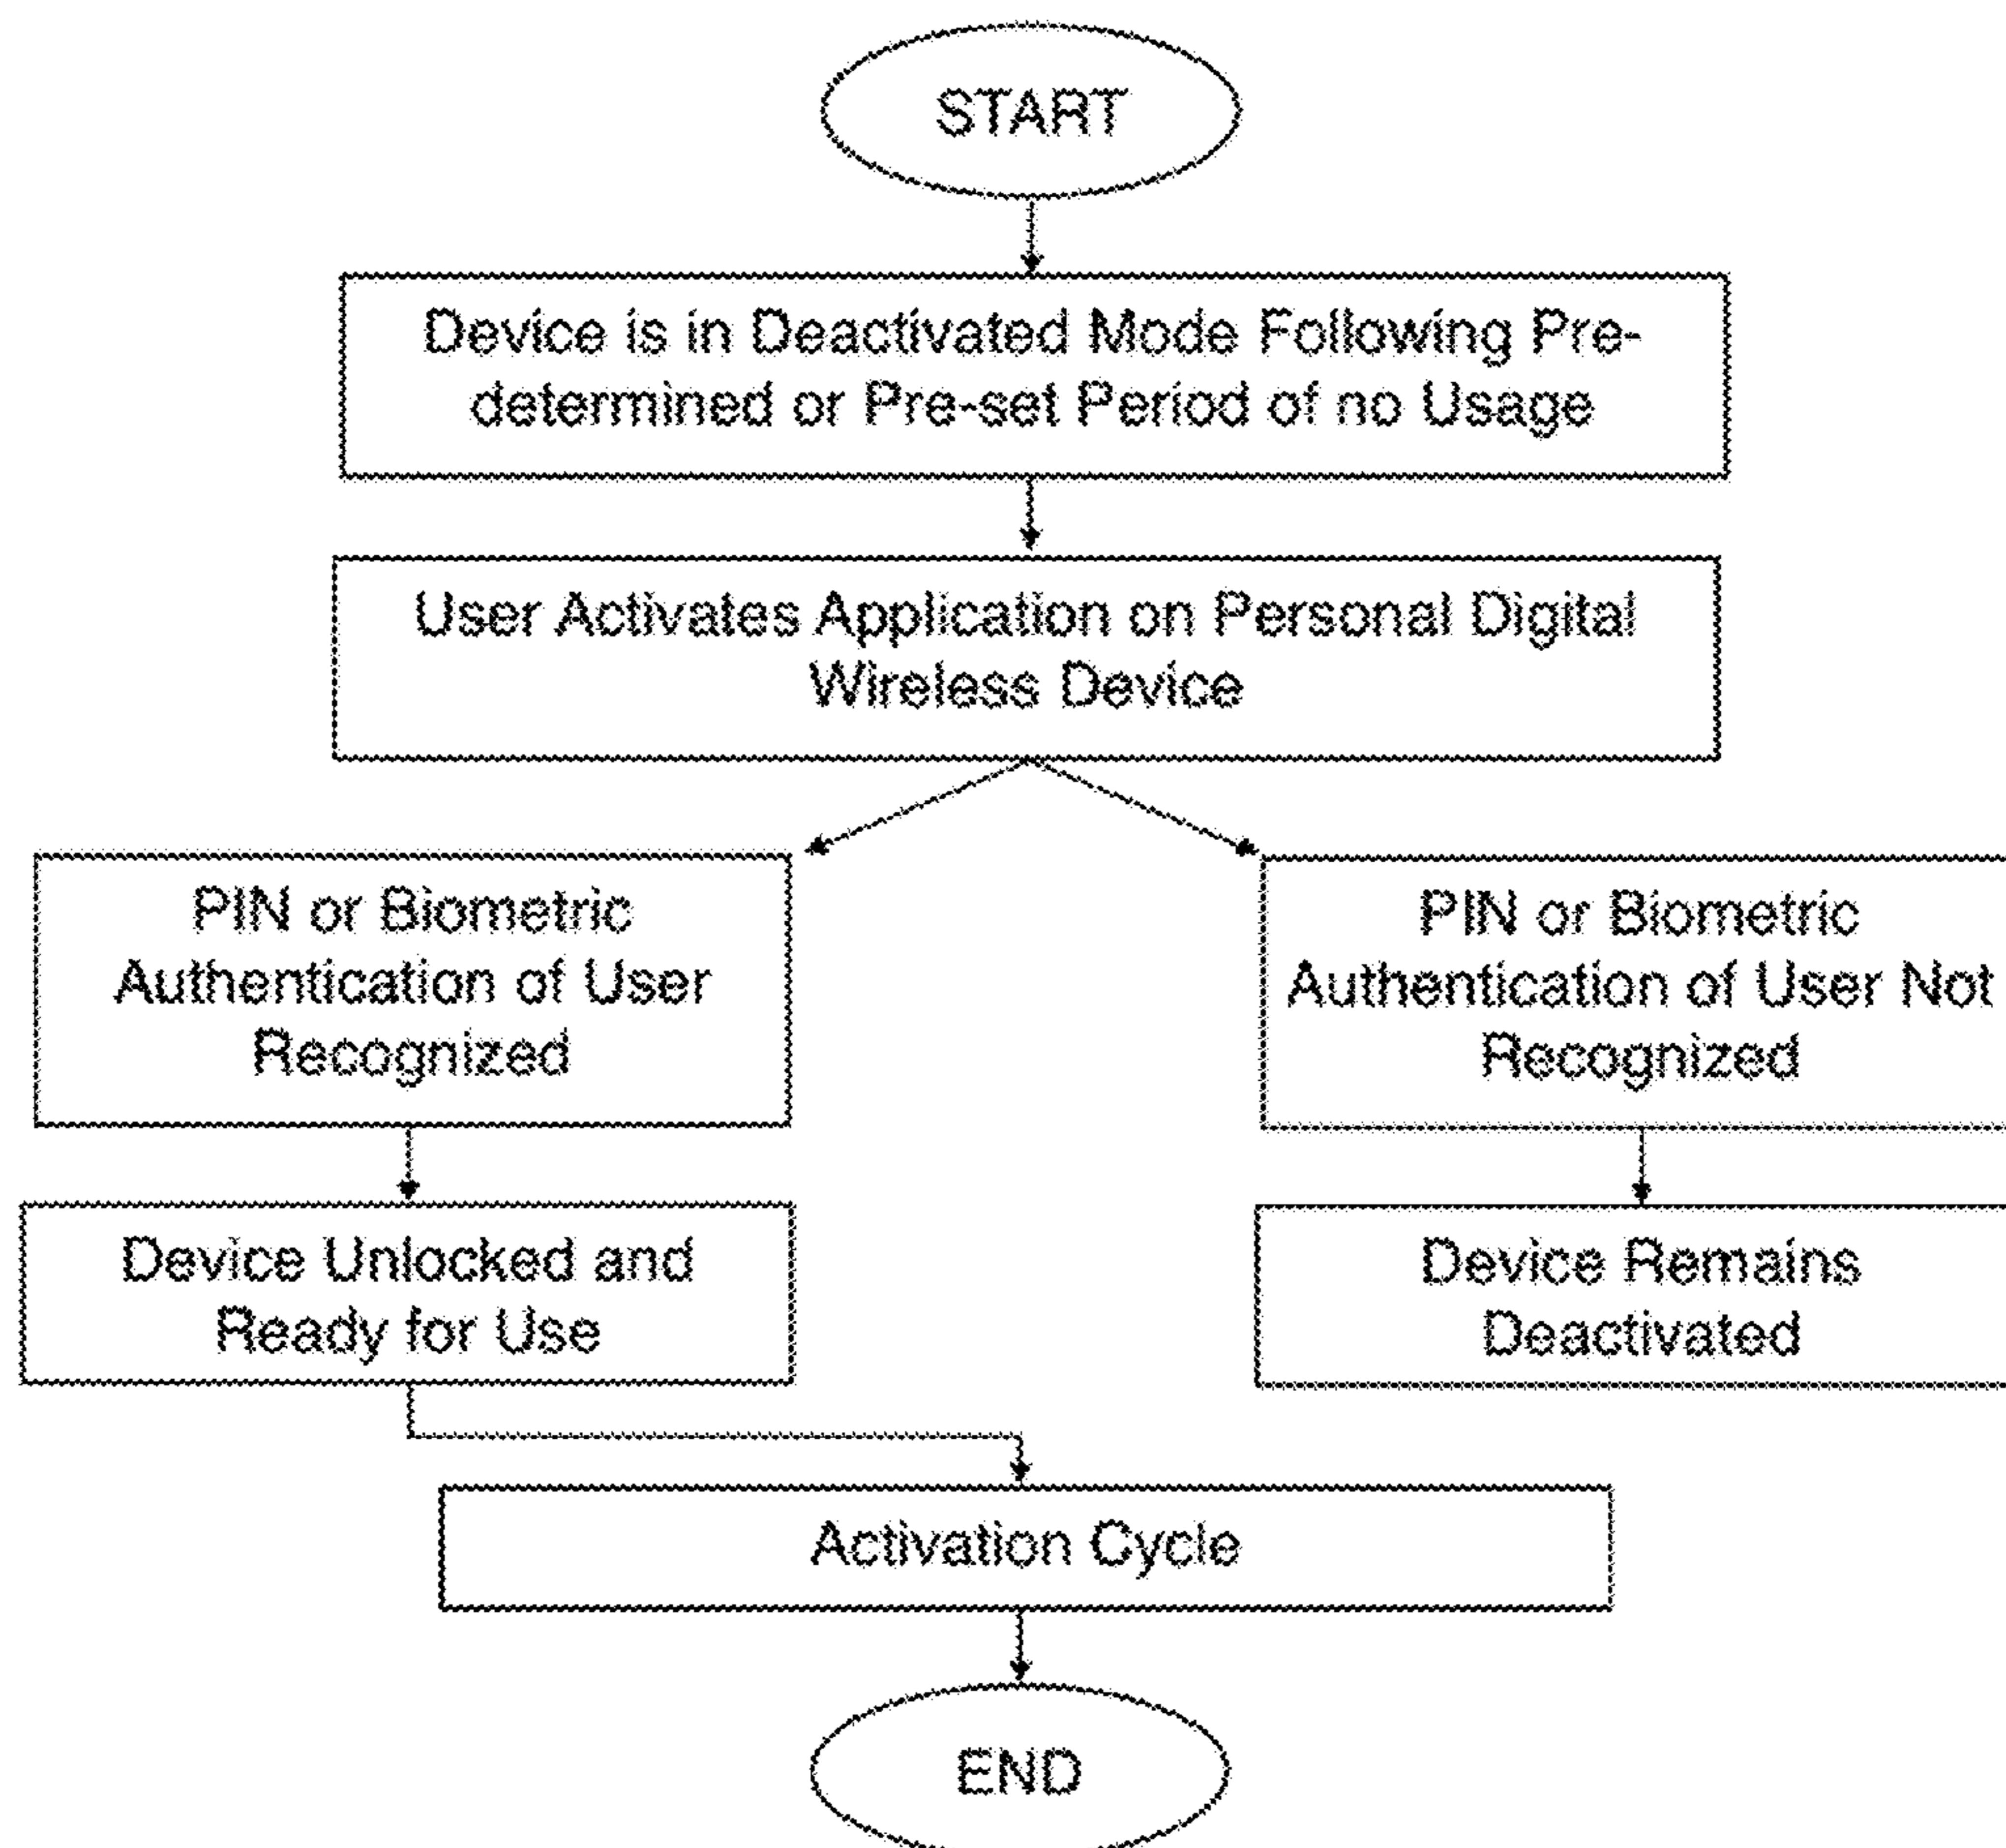 START
Device is in Deactivated Mode Following Pre-
determined or Pre-set Period of no Usage
User Activates Application on Personal Digital
Wireless Device
PIN or Biometric
Authentication of User
Recognized
PIN or Biometric
Authentication of User Not
Recognized
Device Unlocked and
Ready for Use
Device Remains
Deactivated
Activation Cycle
END